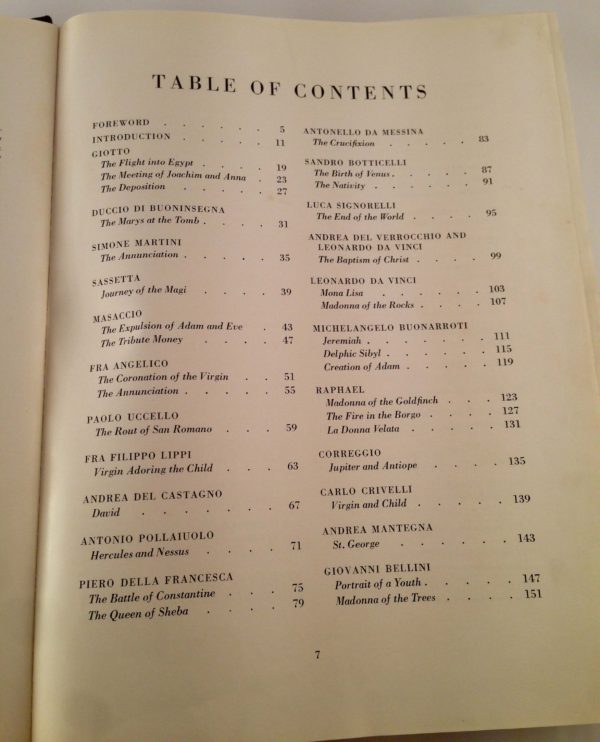 TABLE OF CONTENTS
FOREWORD . . . . . . 5
INTRODUCTION . . . . . 11
GIOTTO
The Flight into Egypt . . . . 19
The Meeting of Joachim and Anna . 23
The Deposition . . . . . 27
DUCCIO DI BUONINSEGNA
The Marys at the Tomb . . . . 31
SIMONE MARTINI
The Annunciation . . . . . 35
SASSETTA
Journey of the Magi . . . . 39
MASACCIO
The Expulsion of Adam and Eve . 43
The Tribute Money . . . . 47
FRA ANGELICO
The Coronation of the Virgin . . 51
The Annunciation . . . . . 55
PAOLO UCCELLO
The Rout of San Romano . . . 59
FRA FILIPPO LIPPI
Virgin Adoring the Child . . . 63
ANDREA DEL CASTAGNO
David . . . . . . . 67
ANTONIO POLLAIUOLO
Hercules and Nessus . . . . 71
PIERO DELLA FRANCESCA
The Battle of Constantine . . . 75
The Queen of Sheba . . . . 79
ANTONELLO DA MESSINA
The Crucifixion . . . . . 83
SANDRO BOTTICELLI
The Birth of Venus . . . . . 87
The Nativity . . . . . 91
LUCA SIGNORELLI
The End of the World . . . . 95
ANDREA DEL VERROCCHIO AND
LEONARDO DA VINCI
The Baptism of Christ . . . . 99
LEONARDO DA VINCI
Mona Lisa . . . . . . 103
Madonna of the Rocks . . . . 107
MICHELANGELO BUONARROTI
Jeremiah . . . . . . 111
Delphic Sibyl . . . . . 115
Creation of Adam . . . . . 119
RAPHAEL
Madonna of the Goldfinch . . . 123
The Fire in the Borgo . . . . 127
La Donna Velata . . . . . 131
CORREGGIO
Jupiter and Antiope . . . . 135
CARLO CRIVELLI
Virgin and Child . . . . . 139
ANDREA MANTEGNA
St. George . . . . . . 143
GIOVANNI BELLINI
Portrait of a Youth . . . . . 147
Madonna of the Trees . . . . 151
7